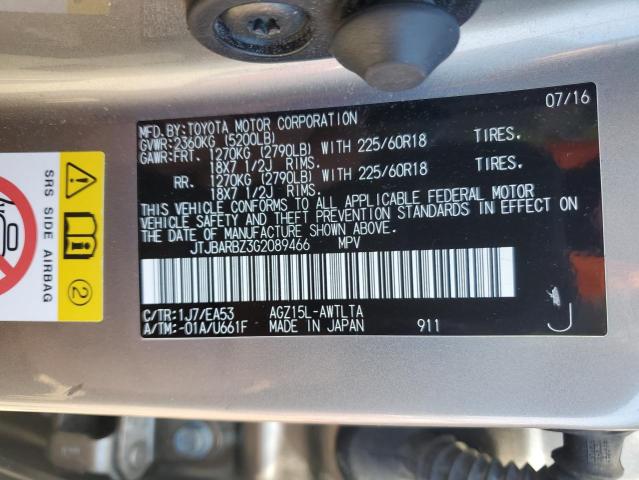 MFD.BY:TOYOTA MOTOR CORPORATION 07/16
GVWR:2360KG (5200LB)
GAWR:FRT. 1270KG (2790LB) WITH 225/60R18 TIRES.
18X7 1/2J RIMS.
RR. 1270KG (2790LB) WITH 225/60R18 TIRES.
18X7 1/2J RIMS.
THIS VEHICLE CONFORMS TO ALL APPLICABLE FEDERAL MOTOR
VEHICLE SAFETY AND THEFT PREVENTION STANDARDS IN EFFECT ON
THE DATE OF MANUFACTURE SHOWN ABOVE.
JTJBARBZ3G2089466 MPV
C/TR:1J7/EA53 AGZ15L-AWTLTA
A/TM:-01A/U661F MADE IN JAPAN 911 J
SRS SIDE AIRBAG
2